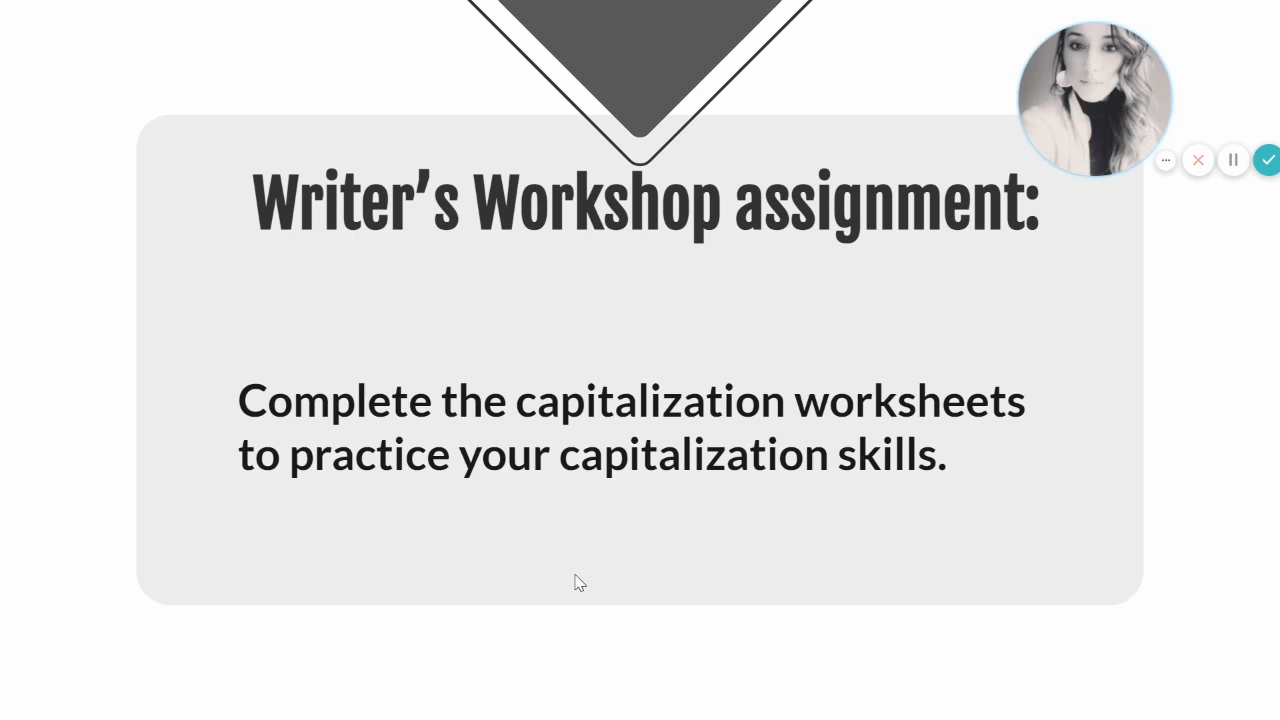 Writer’s Workshop assignment:
Complete the capitalization worksheets
to practice your capitalization skills.